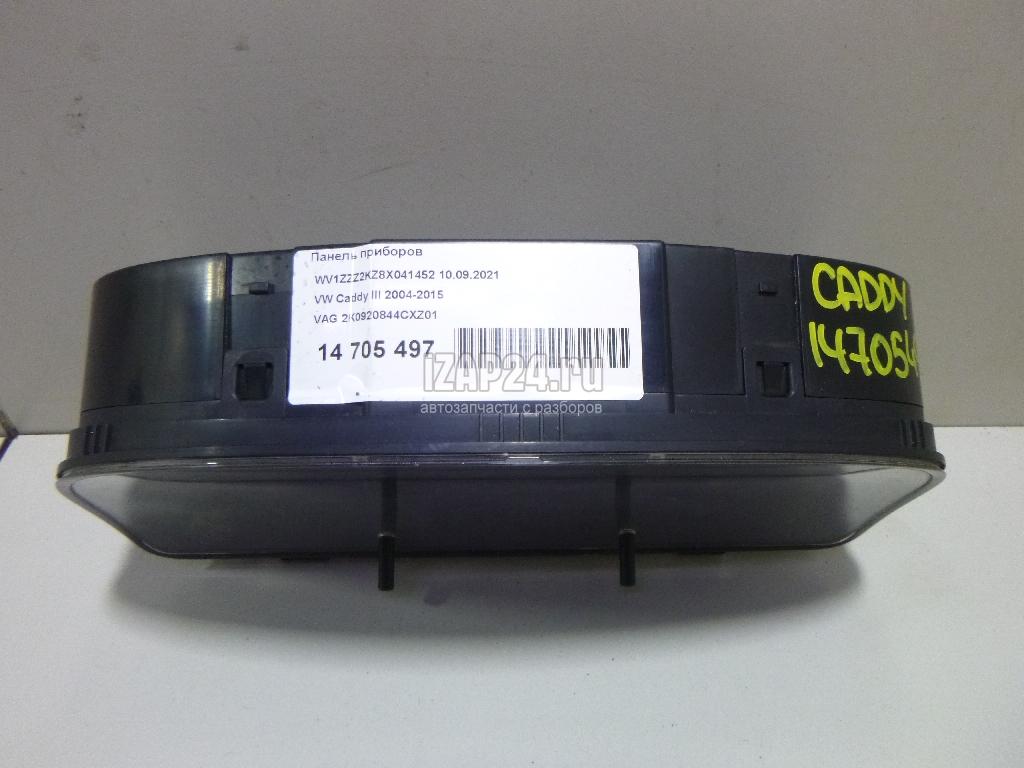 Панель приборов
WV1ZZZ2KZ8X041452 10.09.2021
VW Caddy III 2004-2015
VAG 2K0920844CXZ01
14 705 497
IZAP24.ru
автозапчасти с разборов
CADDY
147054